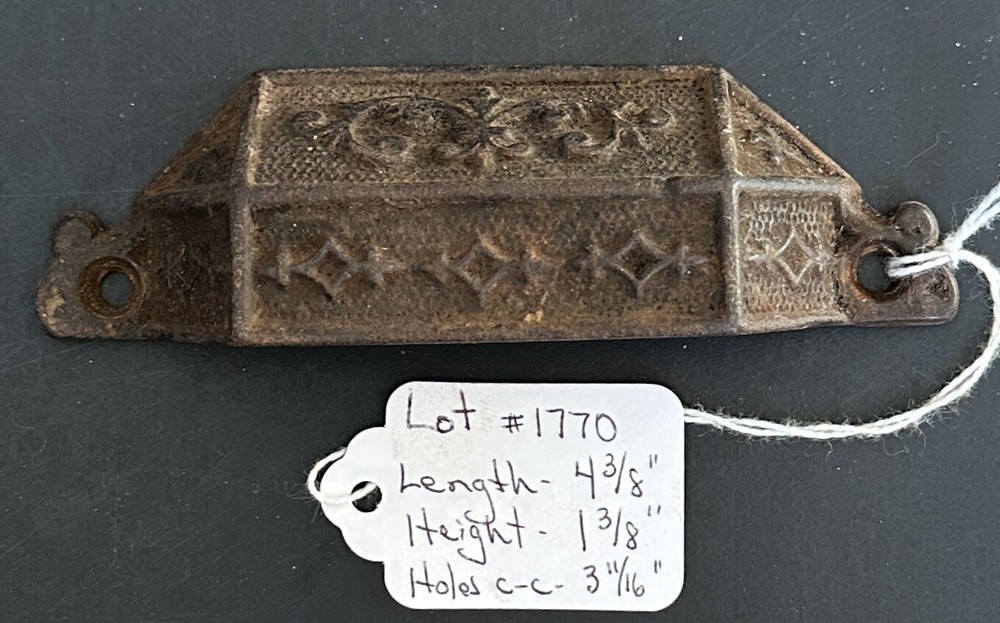 Lot #1770
Length- 4 3/8"
Height- 1 3/8"
Holes c-c- 3 11/16"